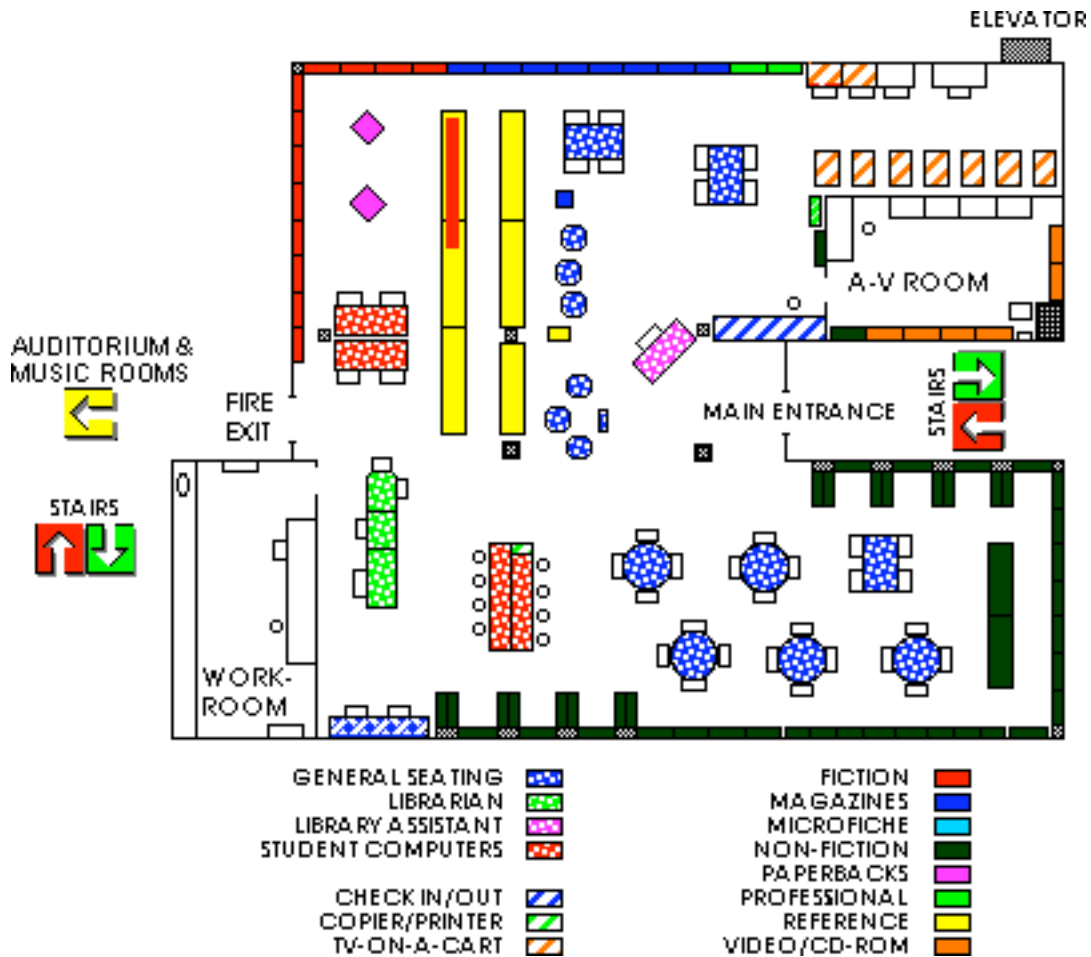 ELEVATOR
A-V ROOM
AUDITORIUM &
MUSIC ROOMS
FIRE
EXIT
MAIN ENTRANCE
STAIRS
STAIRS
WORK-
ROOM
GENERAL SEATING
LIBRARIAN
LIBRARY ASSISTANT
STUDENT COMPUTERS
CHECK IN/OUT
COPIER/PRINTER
TV-ON-A-CART
FICTION
MAGAZINES
MICROFICHE
NON-FICTION
PAPERBACKS
PROFESSIONAL
REFERENCE
VIDEO/CD-ROM